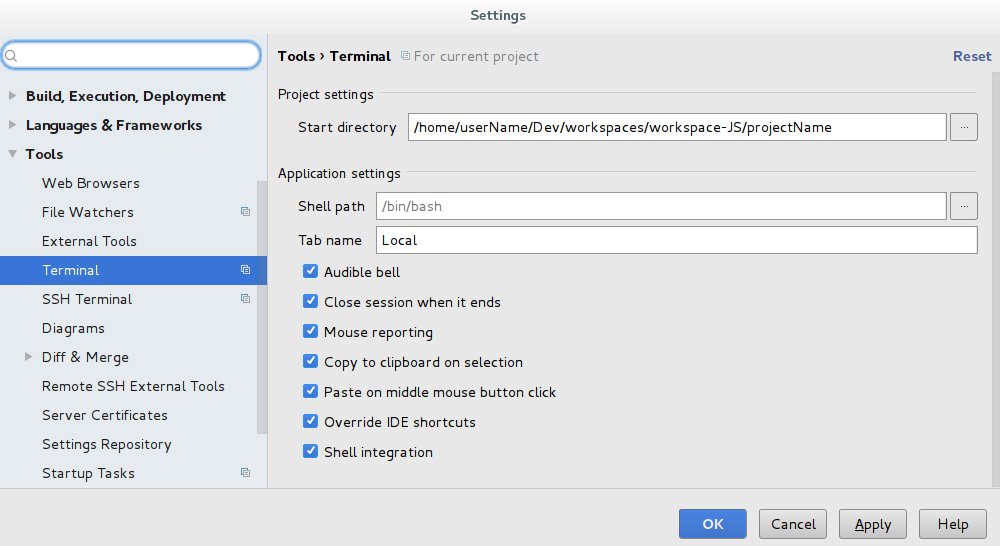 Settings
Build, Execution, Deployment
Languages & Frameworks
Tools
Web Browsers
File Watchers
External Tools
Terminal
SSH Terminal
Diagrams
Diff & Merge
Remote SSH External Tools
Server Certificates
Settings Repository
Startup Tasks
Tools › Terminal For current project Reset
Project settings
Start directory /home/userName/Dev/workspaces/workspace-JS/projectName ...
Application settings
Shell path /bin/bash ...
Tab name Local
Audible bell
Close session when it ends
Mouse reporting
Copy to clipboard on selection
Paste on middle mouse button click
Override IDE shortcuts
Shell integration
OK Cancel Apply Help